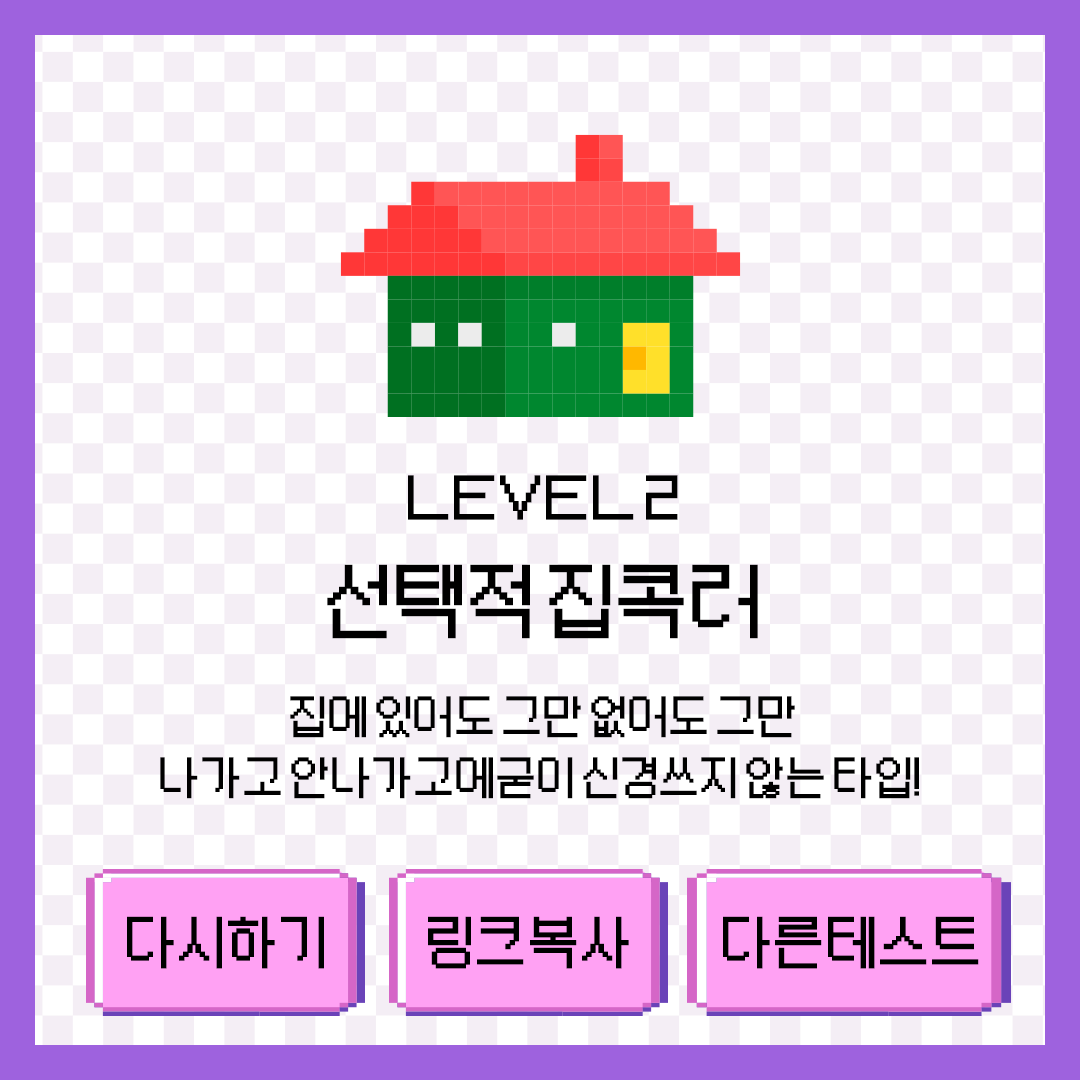 LEVEL 2
선택적 집콕러
집에 있어도 그만 없어도 그만
나가고 안나가고에 굳이 신경쓰지 않는 타입!
다시하기
링크복사
다른테스트